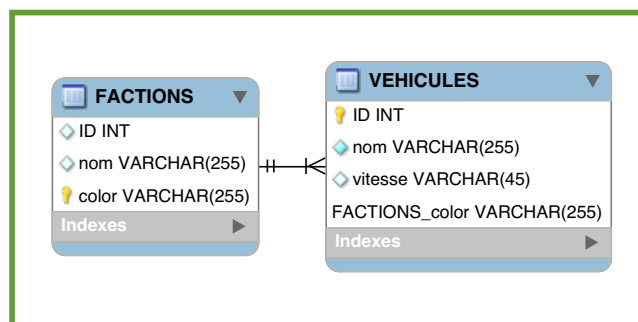 FACTIONS
ID INT
nom VARCHAR(255)
color VARCHAR(255)
Indexes
VEHICULES
ID INT
nom VARCHAR(255)
vitesse VARCHAR(45)
FACTIONS_color VARCHAR(255)
Indexes